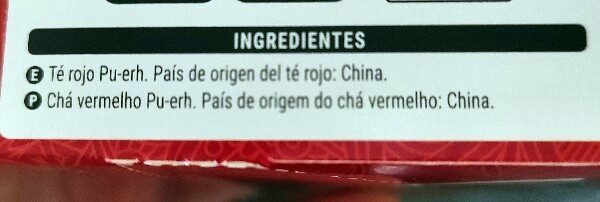 INGREDIENTES
E Té rojo Pu-erh. País de origen del té rojo: China.
P Chá vermelho Pu-erh. País de origem do chá vermelho: China.